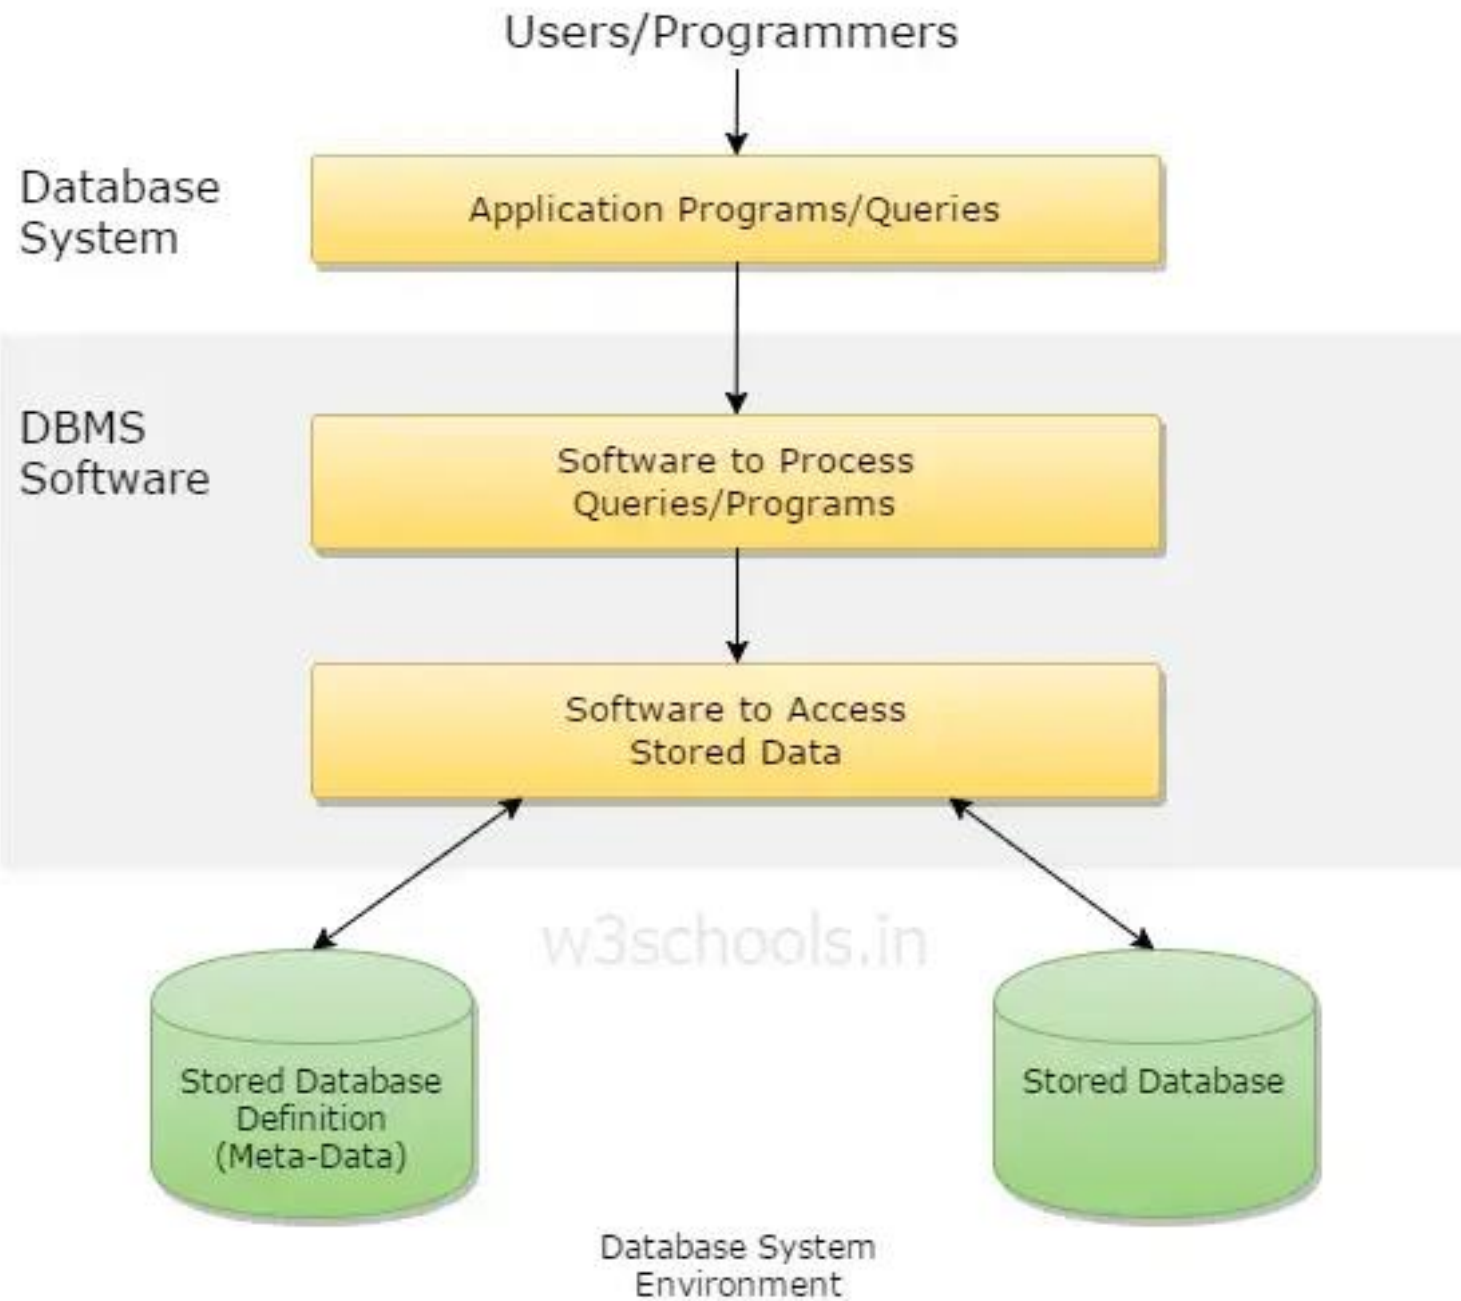 Users/Programmers
Database
System
Application Programs/Queries
DBMS
Software
Software to Process
Queries/Programs
Software to Access
Stored Data
w3schools.in
Stored Database
Definition
(Meta-Data)
Stored Database
Database System
Environment